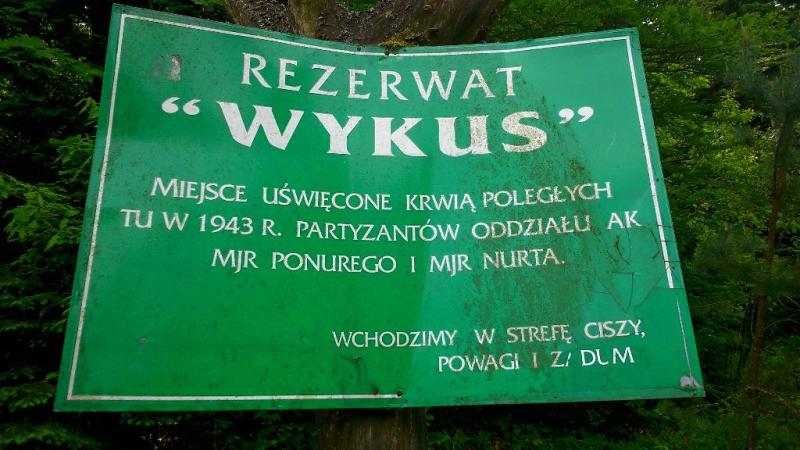 REZERWAT
“WYKUS”
MIEJSCE UŚWIĘCONE KRWIĄ POLEGŁYCH
TU W 1943 R. PARTYZANTÓW ODDZIAŁU AK
MJR PONUREGO I MJR NURTA.
WCHODZIMY W STREFĘ CISZY,
POWAGI I